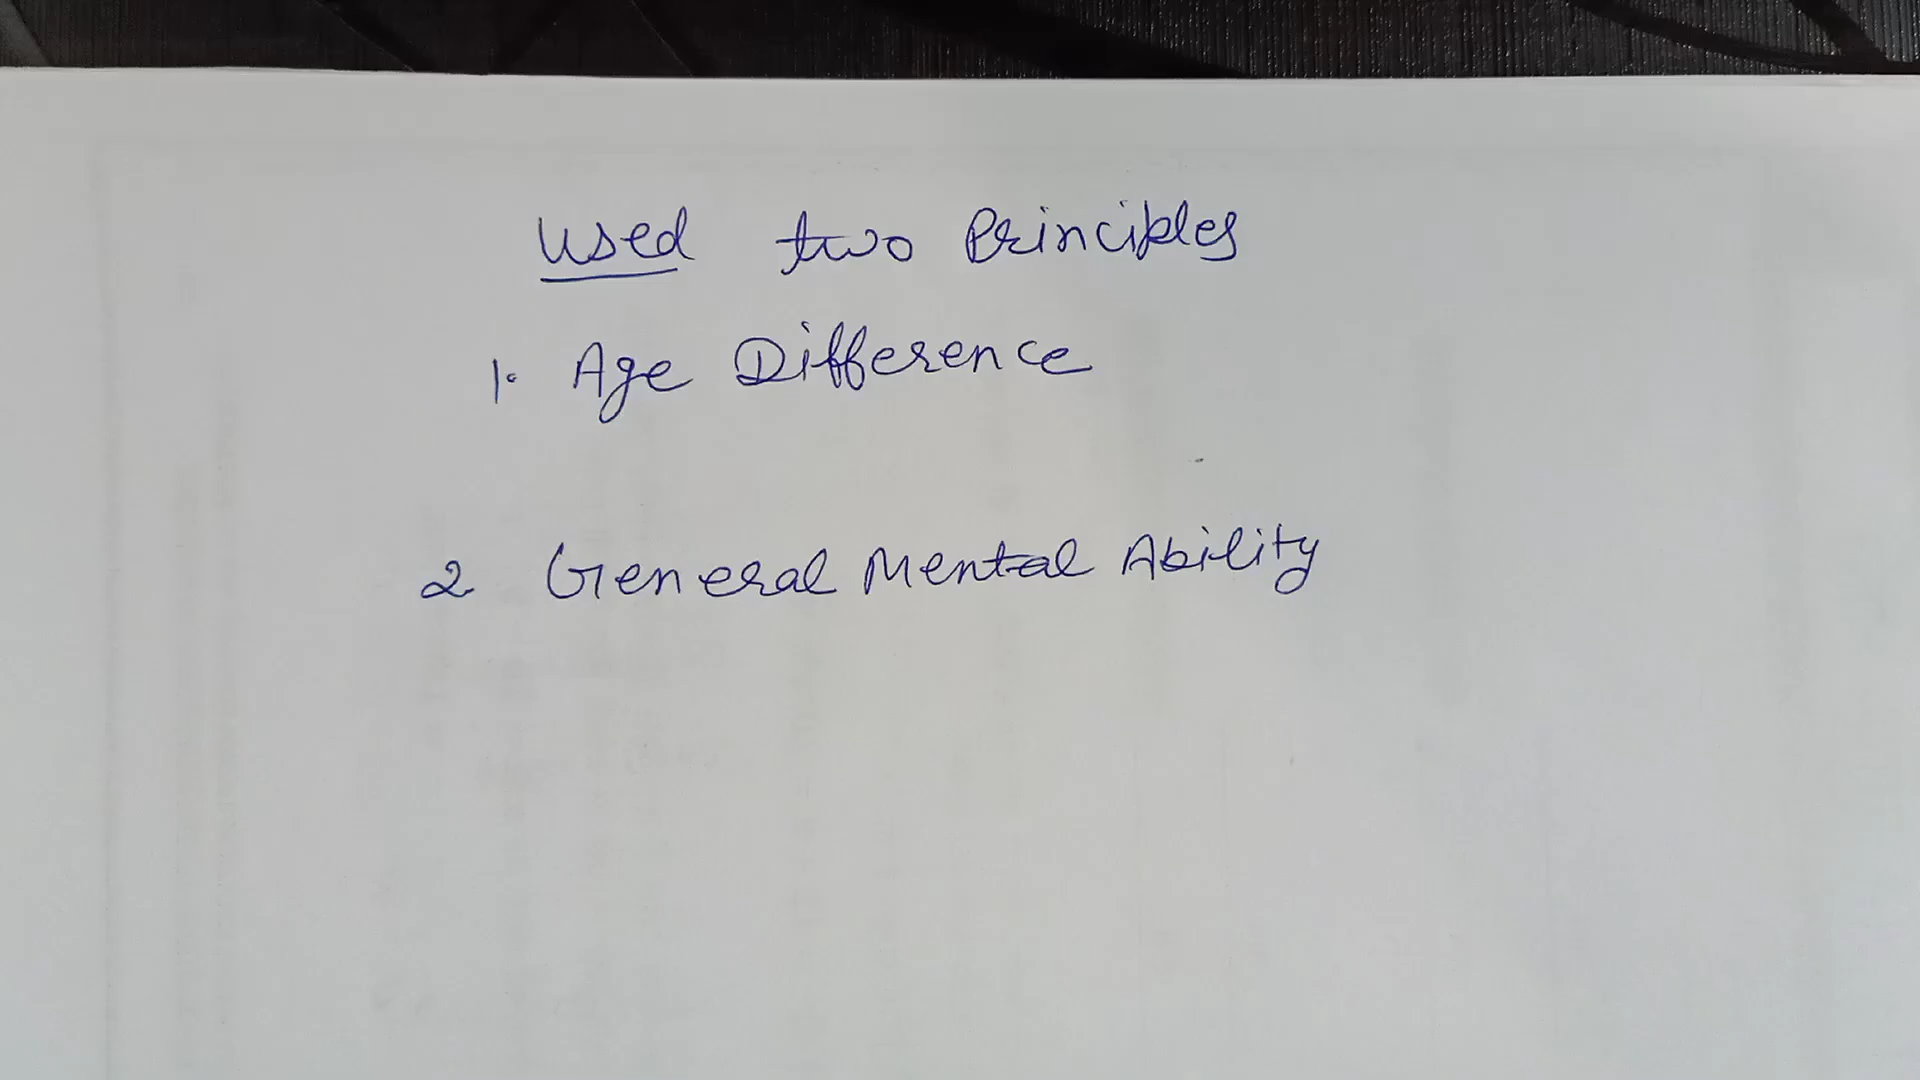 Used two Principles
1. Age Difference
2 General Mental Ability